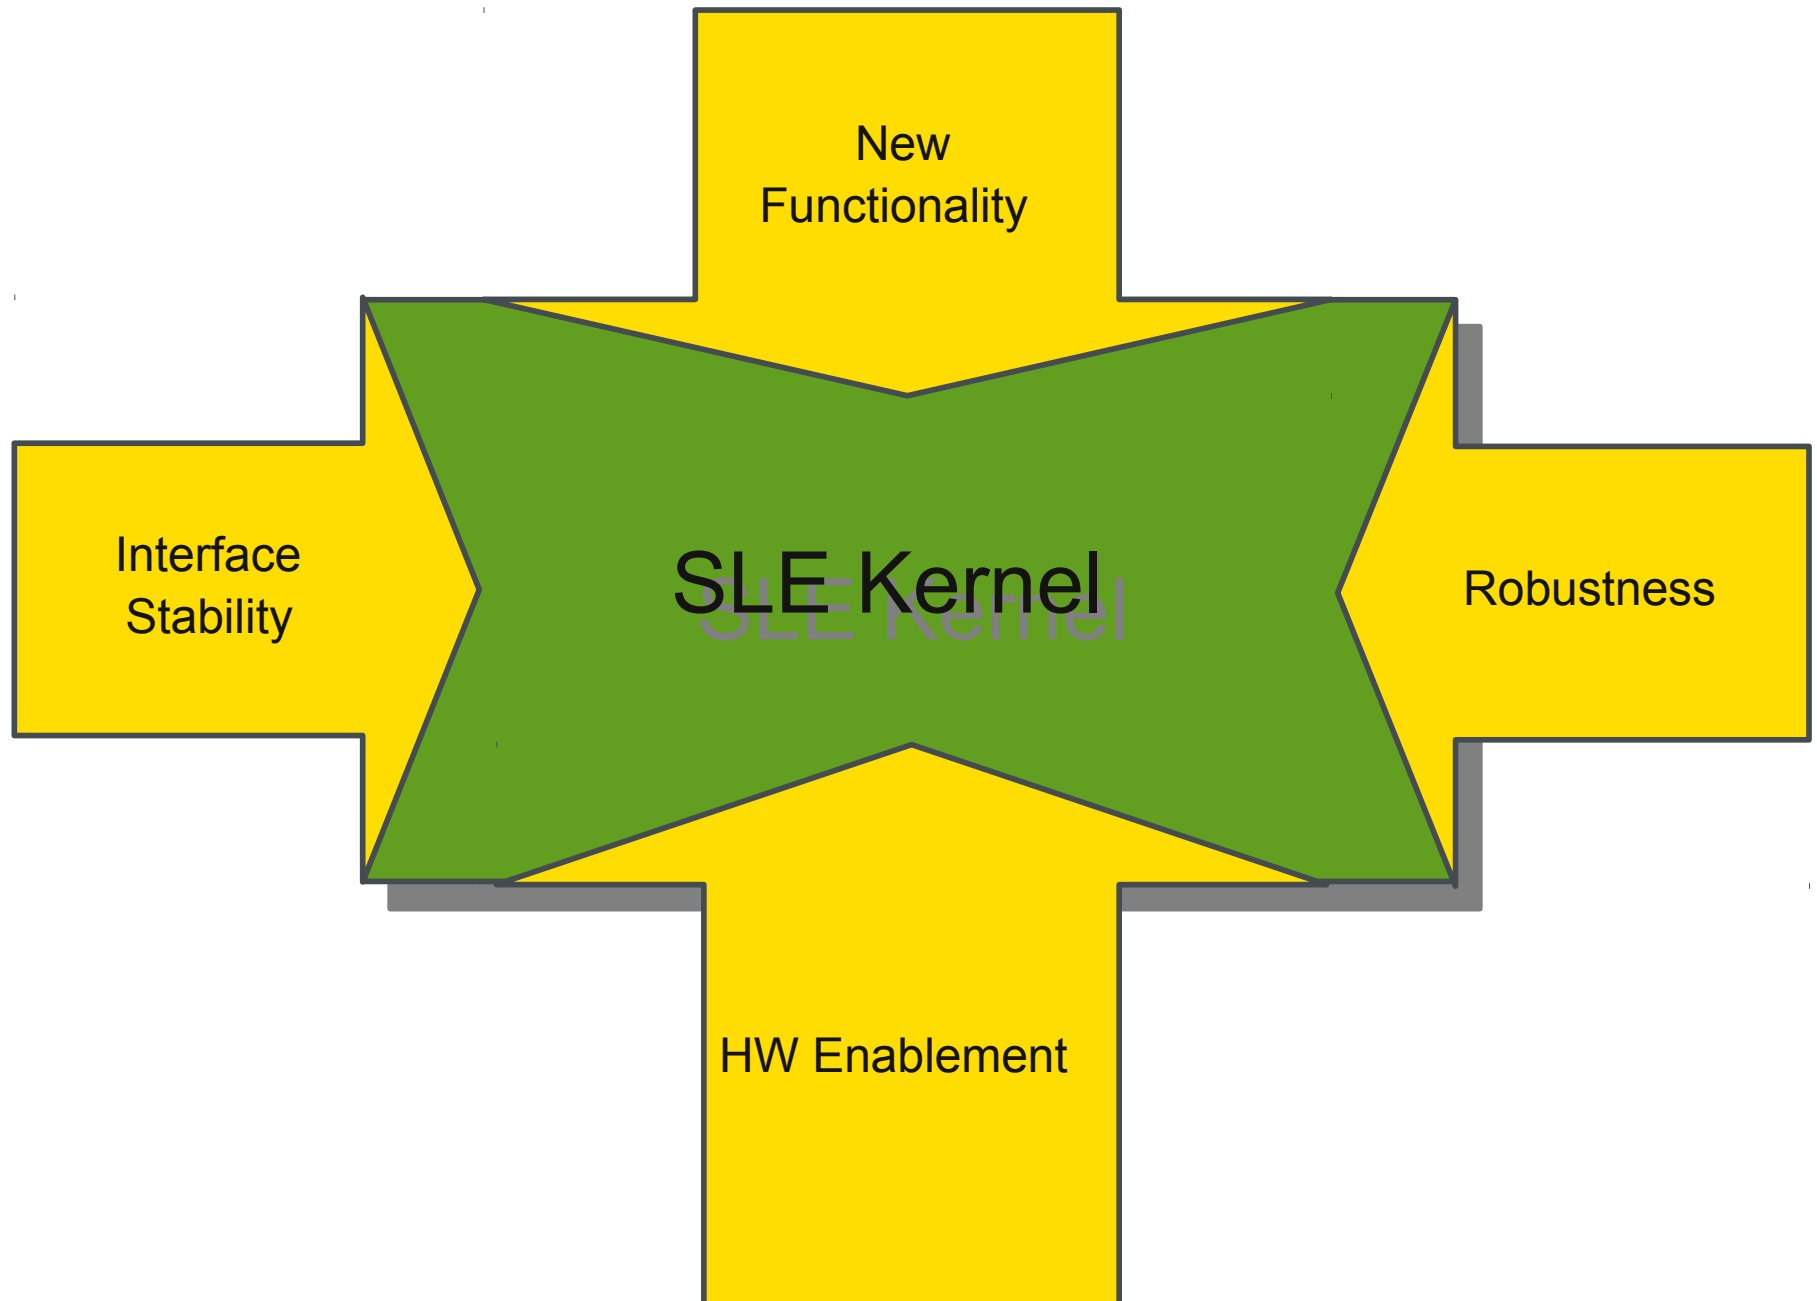 New
Functionality
Interface
Stability
SLE Kernel
Robustness
HW Enablement